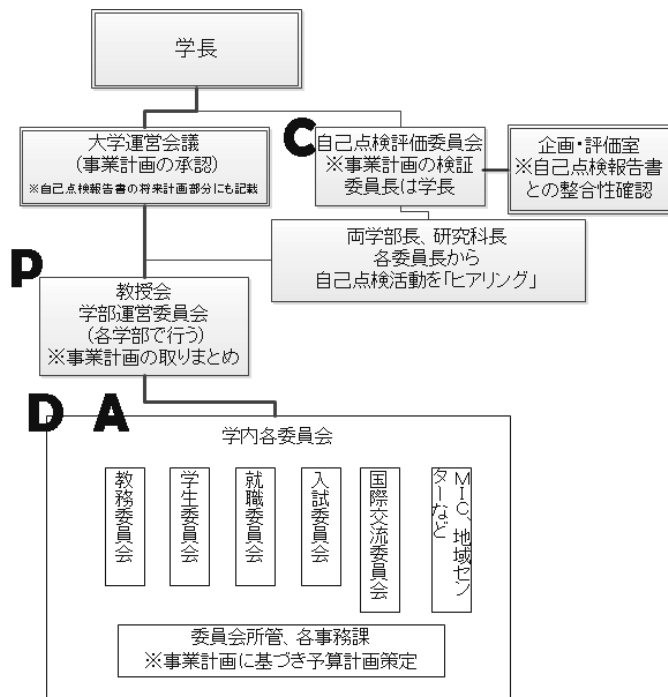 学長
大学運営会議
(事業計画の承認)
※自己点検報告書の将来計画部分にも記載
C
自己点検評価委員会
※事業計画の検証
委員長は学長
企画・評価室
※自己点検報告書
との整合性確認
両学部長、研究科長
各委員長から
自己点検活動を「ヒアリング」
P
教授会
学部運営委員会
(各学部で行う)
※事業計画の取りまとめ
D A
学内各委員会
教務委員会
学生委員会
就職委員会
入試委員会
国際交流委員会
MIC、地域セン
ターなど
委員会所管、各事務課
※事業計画に基づき予算計画策定